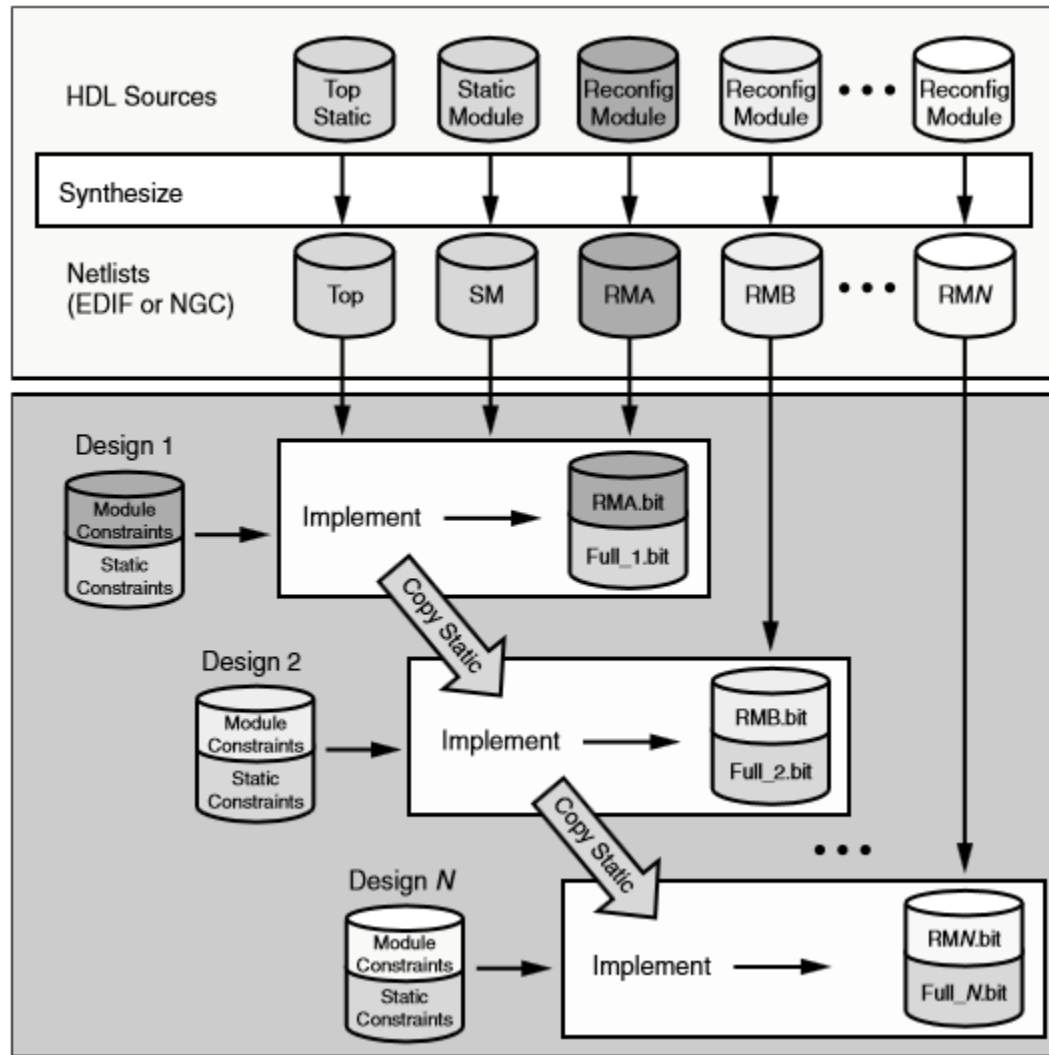 HDL Sources
Top
Static
Static
Module
Reconfig
Module
Reconfig
Module
Reconfig
Module
Synthesize
Netlists
(EDIF or NGC)
Top
SM
RMA
RMB
RMN
Design 1
Module
Constraints
Static
Constraints
Implement
RMA.bit
Full_1.bit
Copy Static
Design 2
Module
Constraints
Static
Constraints
Implement
RMB.bit
Full_2.bit
Copy Static
Design N
Module
Constraints
Static
Constraints
Implement
RMN.bit
Full_N.bit